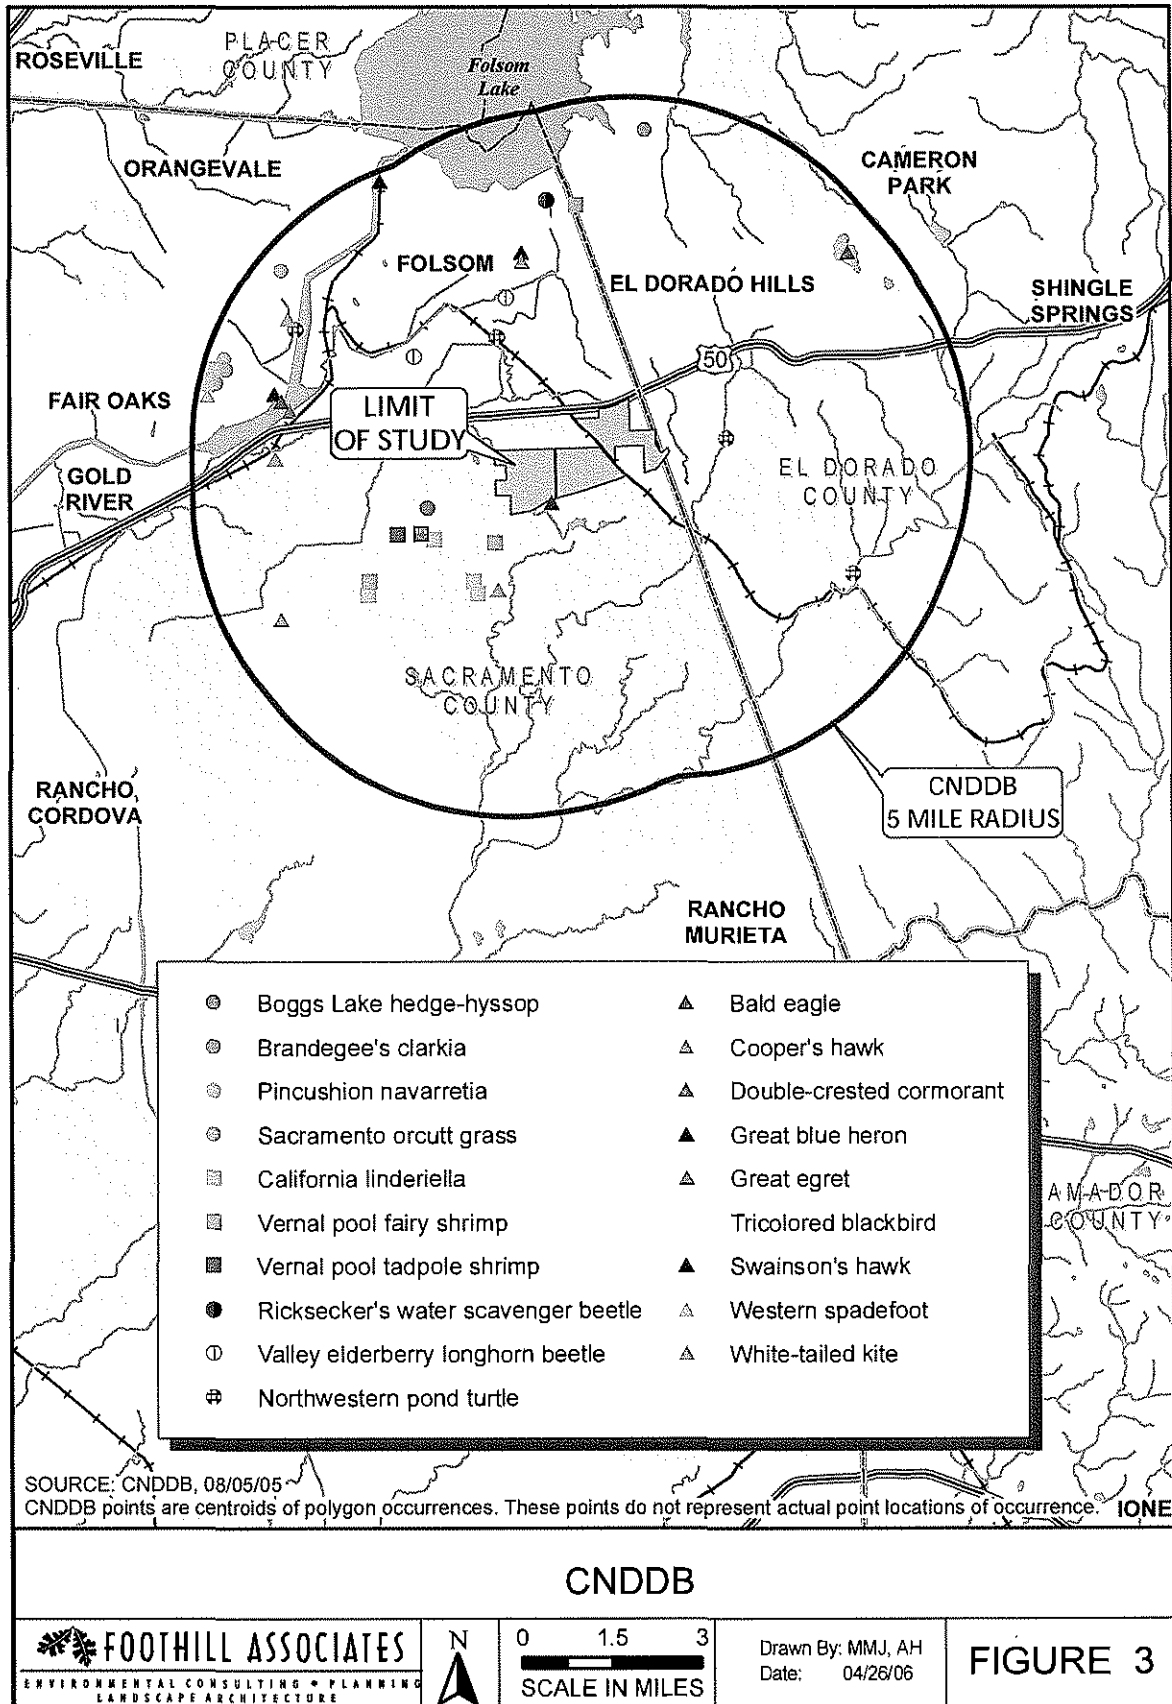 PLACER
COUNTY
ROSEVILLE
Folsom
Lake
ORANGEVALE
CAMERON
PARK
FOLSOM
EL DORADO HILLS
SHINGLE
SPRINGS
50
FAIR OAKS
LIMIT
OF STUDY
GOLD
RIVER
EL DORADO
COUNTY
SACRAMENTO
COUNTY
RANCHO
CORDOVA
CNDDB
5 MILE RADIUS
RANCHO
MURIETA
Boggs Lake hedge-hyssop
Brandegee's clarkia
Pincushion navarretia
Sacramento orcutt grass
California linderiella
Vernal pool fairy shrimp
Vernal pool tadpole shrimp
Ricksecker's water scavenger beetle
Valley elderberry longhorn beetle
Northwestern pond turtle
Bald eagle
Cooper's hawk
Double-crested cormorant
Great blue heron
Great egret
Tricolored blackbird
Swainson's hawk
Western spadefoot
White-tailed kite
AMADOR
COUNTY
SOURCE: CNDDB, 08/05/05
CNDDB points are centroids of polygon occurrences. These points do not represent actual point locations of occurrence.
IONE
CNDDB
FOOTHILL ASSOCIATES
ENVIRONMENTAL CONSULTING • PLANNING
LANDSCAPE ARCHITECTURE
N
0 1.5 3
SCALE IN MILES
Drawn By: MMJ, AH
Date: 04/26/06
FIGURE 3